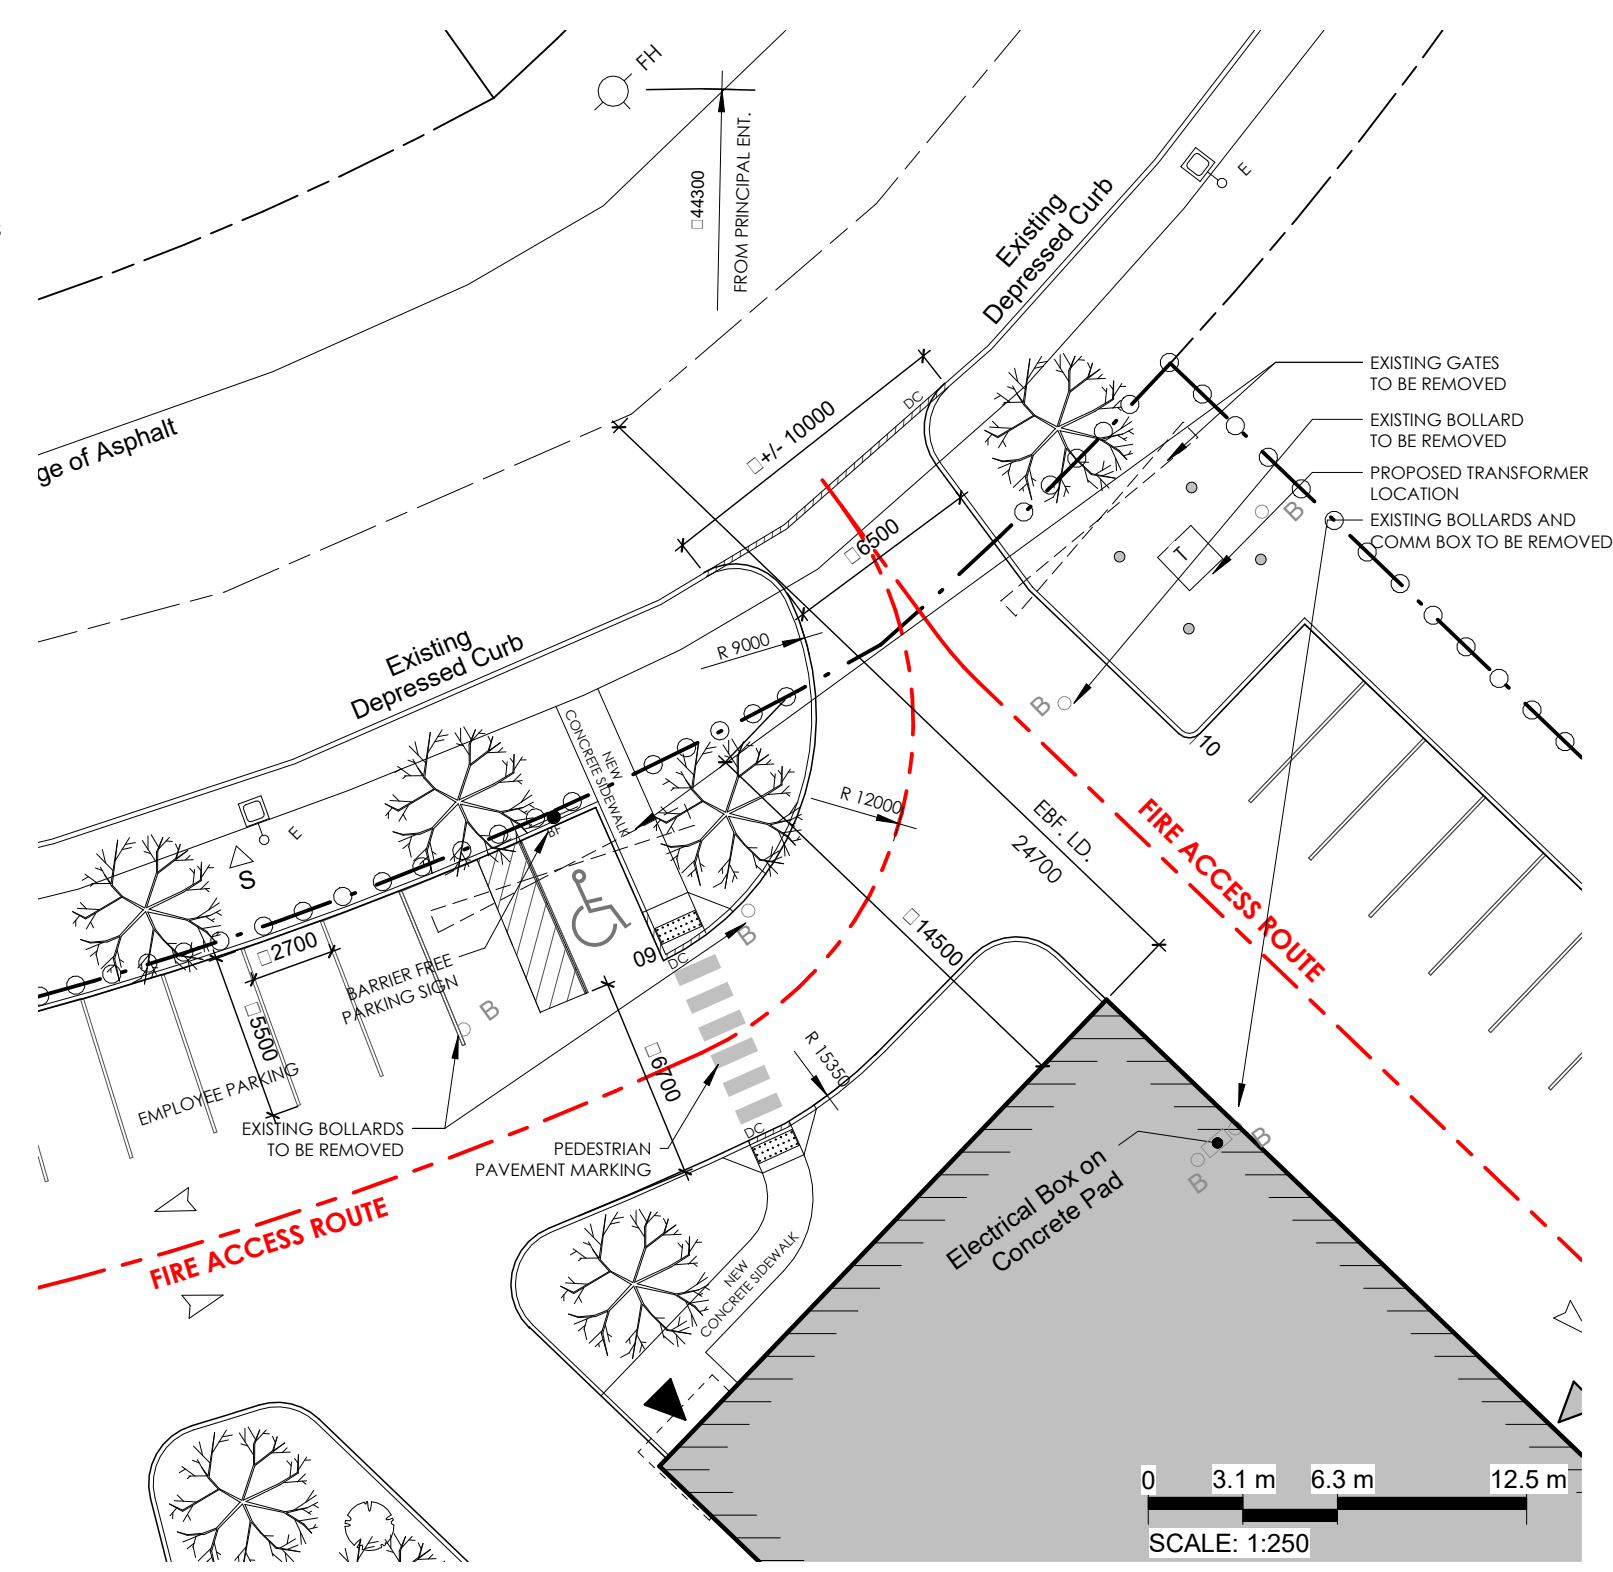 FH
□44300
FROM PRINCIPAL ENT.
E
Existing
Depressed Curb
ge of Asphalt
□+/- 10000
DC
□6500
EXISTING GATES
TO BE REMOVED
EXISTING BOLLARD
TO BE REMOVED
PROPOSED TRANSFORMER
LOCATION
EXISTING BOLLARDS AND
COMM BOX TO BE REMOVED
B
T
B
10
Existing
Depressed Curb
R 9000
NEW
CONCRETE SIDEWALK
E
S
BF
R 12000
EBF. LD.
24700
FIRE ACCESS ROUTE
□14500
□2700
□5500
BARRIER FREE
PARKING SIGN
09
DC
B
B
EMPLOYEE PARKING
EXISTING BOLLARDS
TO BE REMOVED
□6700
R 15350
DC
PEDESTRIAN
PAVEMENT MARKING
FIRE ACCESS ROUTE
NEW
CONCRETE SIDEWALK
Electrical Box on
Concrete Pad
B
B
0 3.1 m 6.3 m 12.5 m
SCALE: 1:250